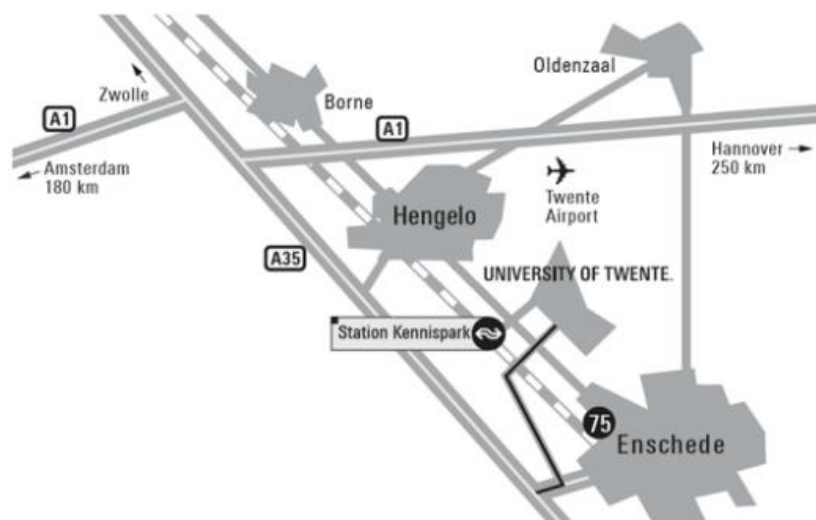 Oldenzaal
Zwolle
Borne
A1
A1
Amsterdam
180 km
Hannover
250 km
Twente
Airport
Hengelo
A35
UNIVERSITY OF TWENTE.
Station Kennispark
75
Enschede